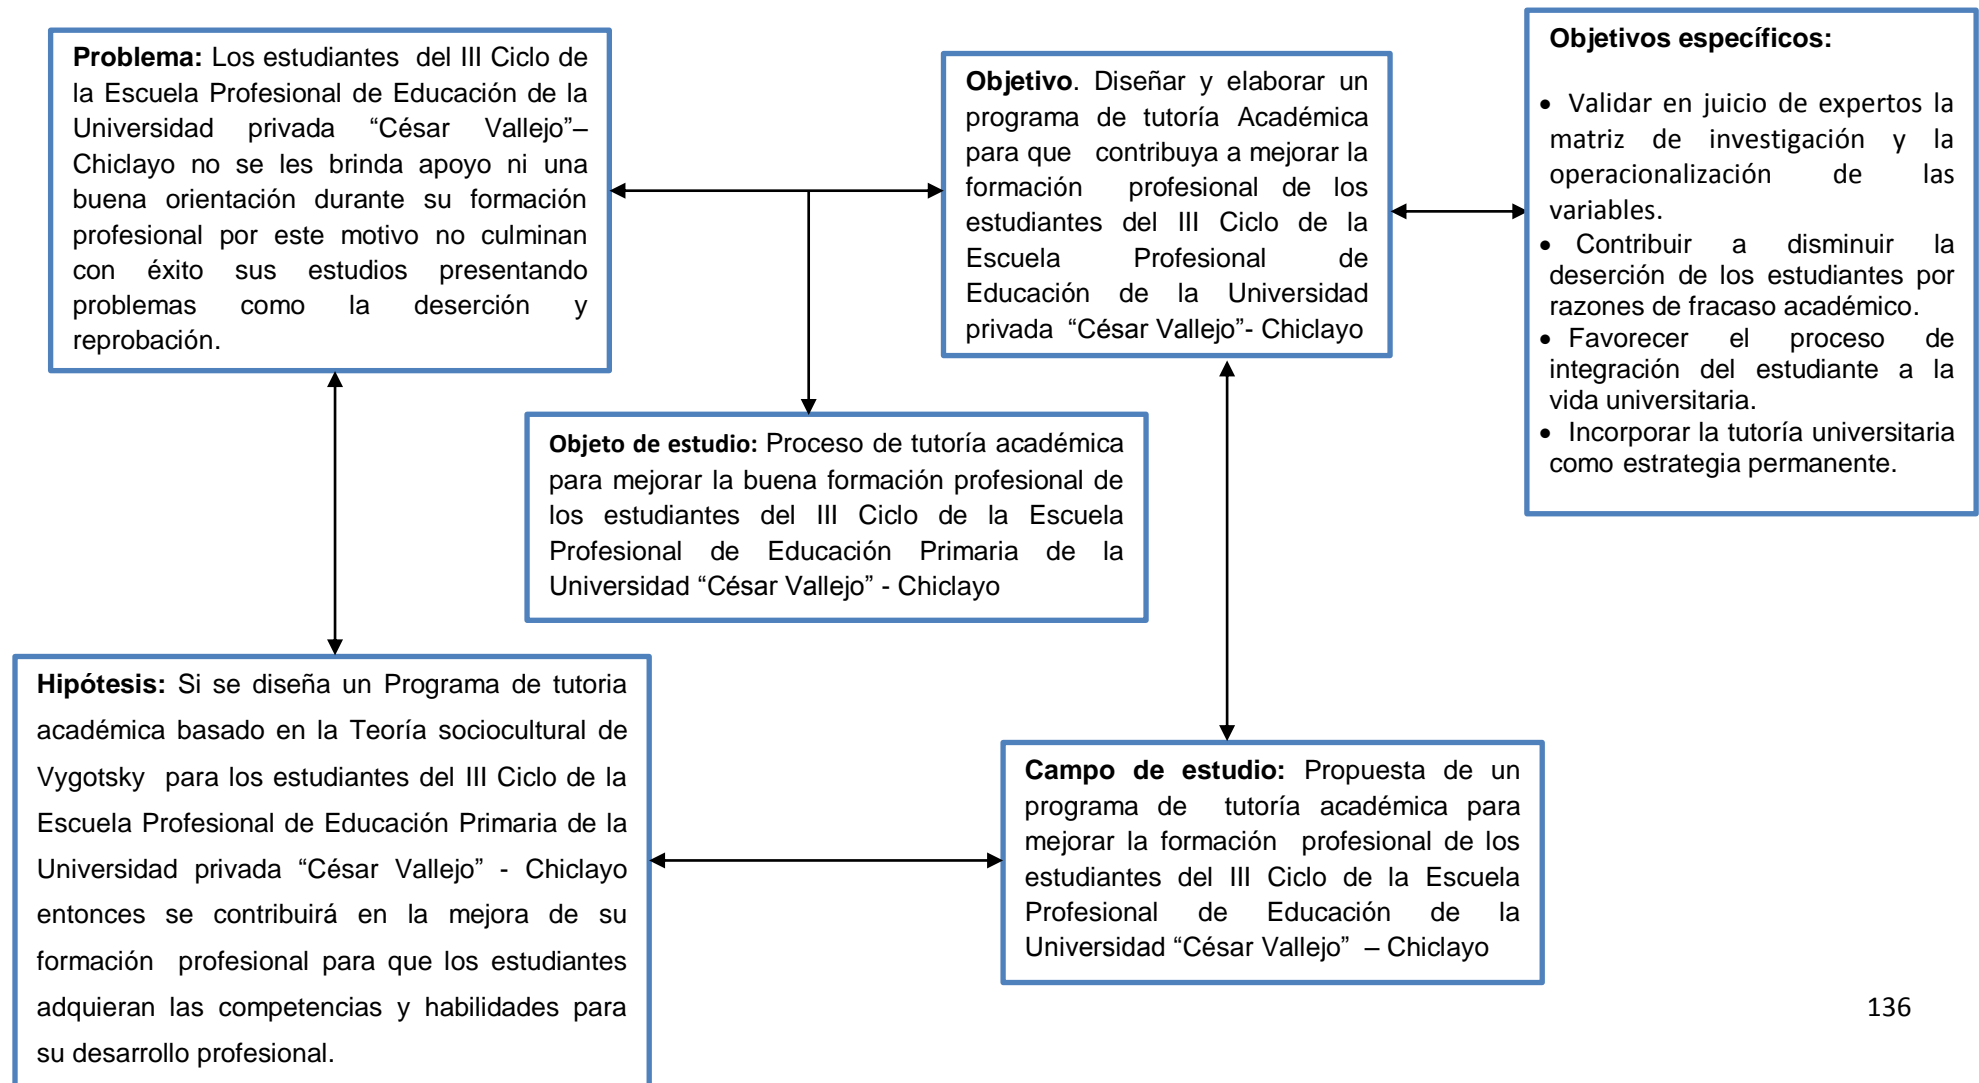 Problema: Los estudiantes del III Ciclo de
la Escuela Profesional de Educación de la
Universidad privada “César Vallejo”–
Chiclayo no se les brinda apoyo ni una
buena orientación durante su formación
profesional por este motivo no culminan
con éxito sus estudios presentando
problemas como la deserción y
reprobación.
Objetivo. Diseñar y elaborar un
programa de tutoría Académica
para que contribuya a mejorar la
formación profesional de los
estudiantes del III Ciclo de la
Escuela Profesional de
Educación de la Universidad
privada “César Vallejo”- Chiclayo
Objetivos específicos:
• Validar en juicio de expertos la
matriz de investigación y la
operacionalización de las
variables.
• Contribuir a disminuir la
deserción de los estudiantes por
razones de fracaso académico.
• Favorecer el proceso de
integración del estudiante a la
vida universitaria.
• Incorporar la tutoría universitaria
como estrategia permanente.
Objeto de estudio: Proceso de tutoría académica
para mejorar la buena formación profesional de
los estudiantes del III Ciclo de la Escuela
Profesional de Educación Primaria de la
Universidad “César Vallejo” - Chiclayo
Hipótesis: Si se diseña un Programa de tutoria
académica basado en la Teoría sociocultural de
Vygotsky para los estudiantes del III Ciclo de la
Escuela Profesional de Educación Primaria de la
Universidad privada “César Vallejo” - Chiclayo
entonces se contribuirá en la mejora de su
formación profesional para que los estudiantes
adquieran las competencias y habilidades para
su desarrollo profesional.
Campo de estudio: Propuesta de un
programa de tutoría académica para
mejorar la formación profesional de los
estudiantes del III Ciclo de la Escuela
Profesional de Educación de la
Universidad “César Vallejo” – Chiclayo
136